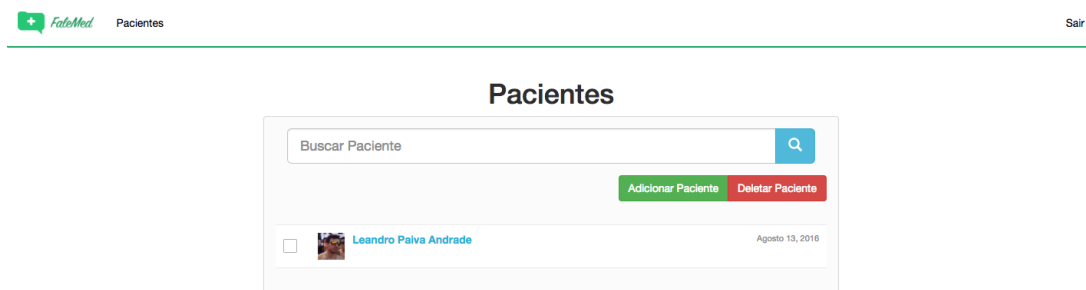 FaleMed Pacientes Sair
Pacientes
Buscar Paciente
Adicionar Paciente Deletar Paciente
Leandro Paiva Andrade Agosto 13, 2016